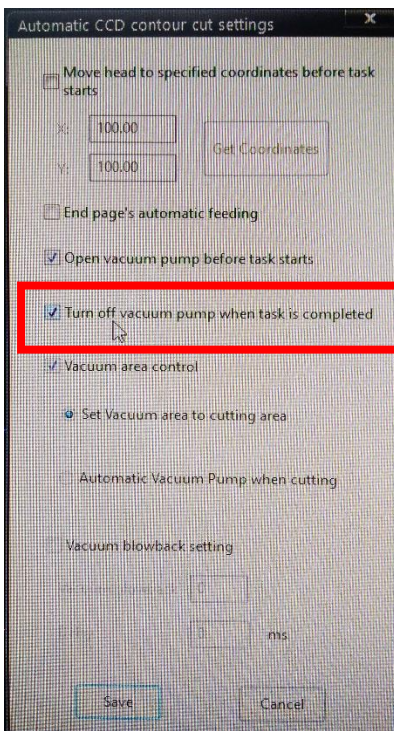 Automatic CCD contour cut settings
X
Move head to specified coordinates before task
starts
X:
100.00
Get Coordinates
Y:
100.00
End page's automatic feeding
Open vacuum pump before task starts
Turn off vacuum pump when task is completed
Vacuum area control
Set Vacuum area to cutting area
Automatic Vacuum Pump when cutting
Vacuum blowback setting
0
0
ms
Save
Cancel